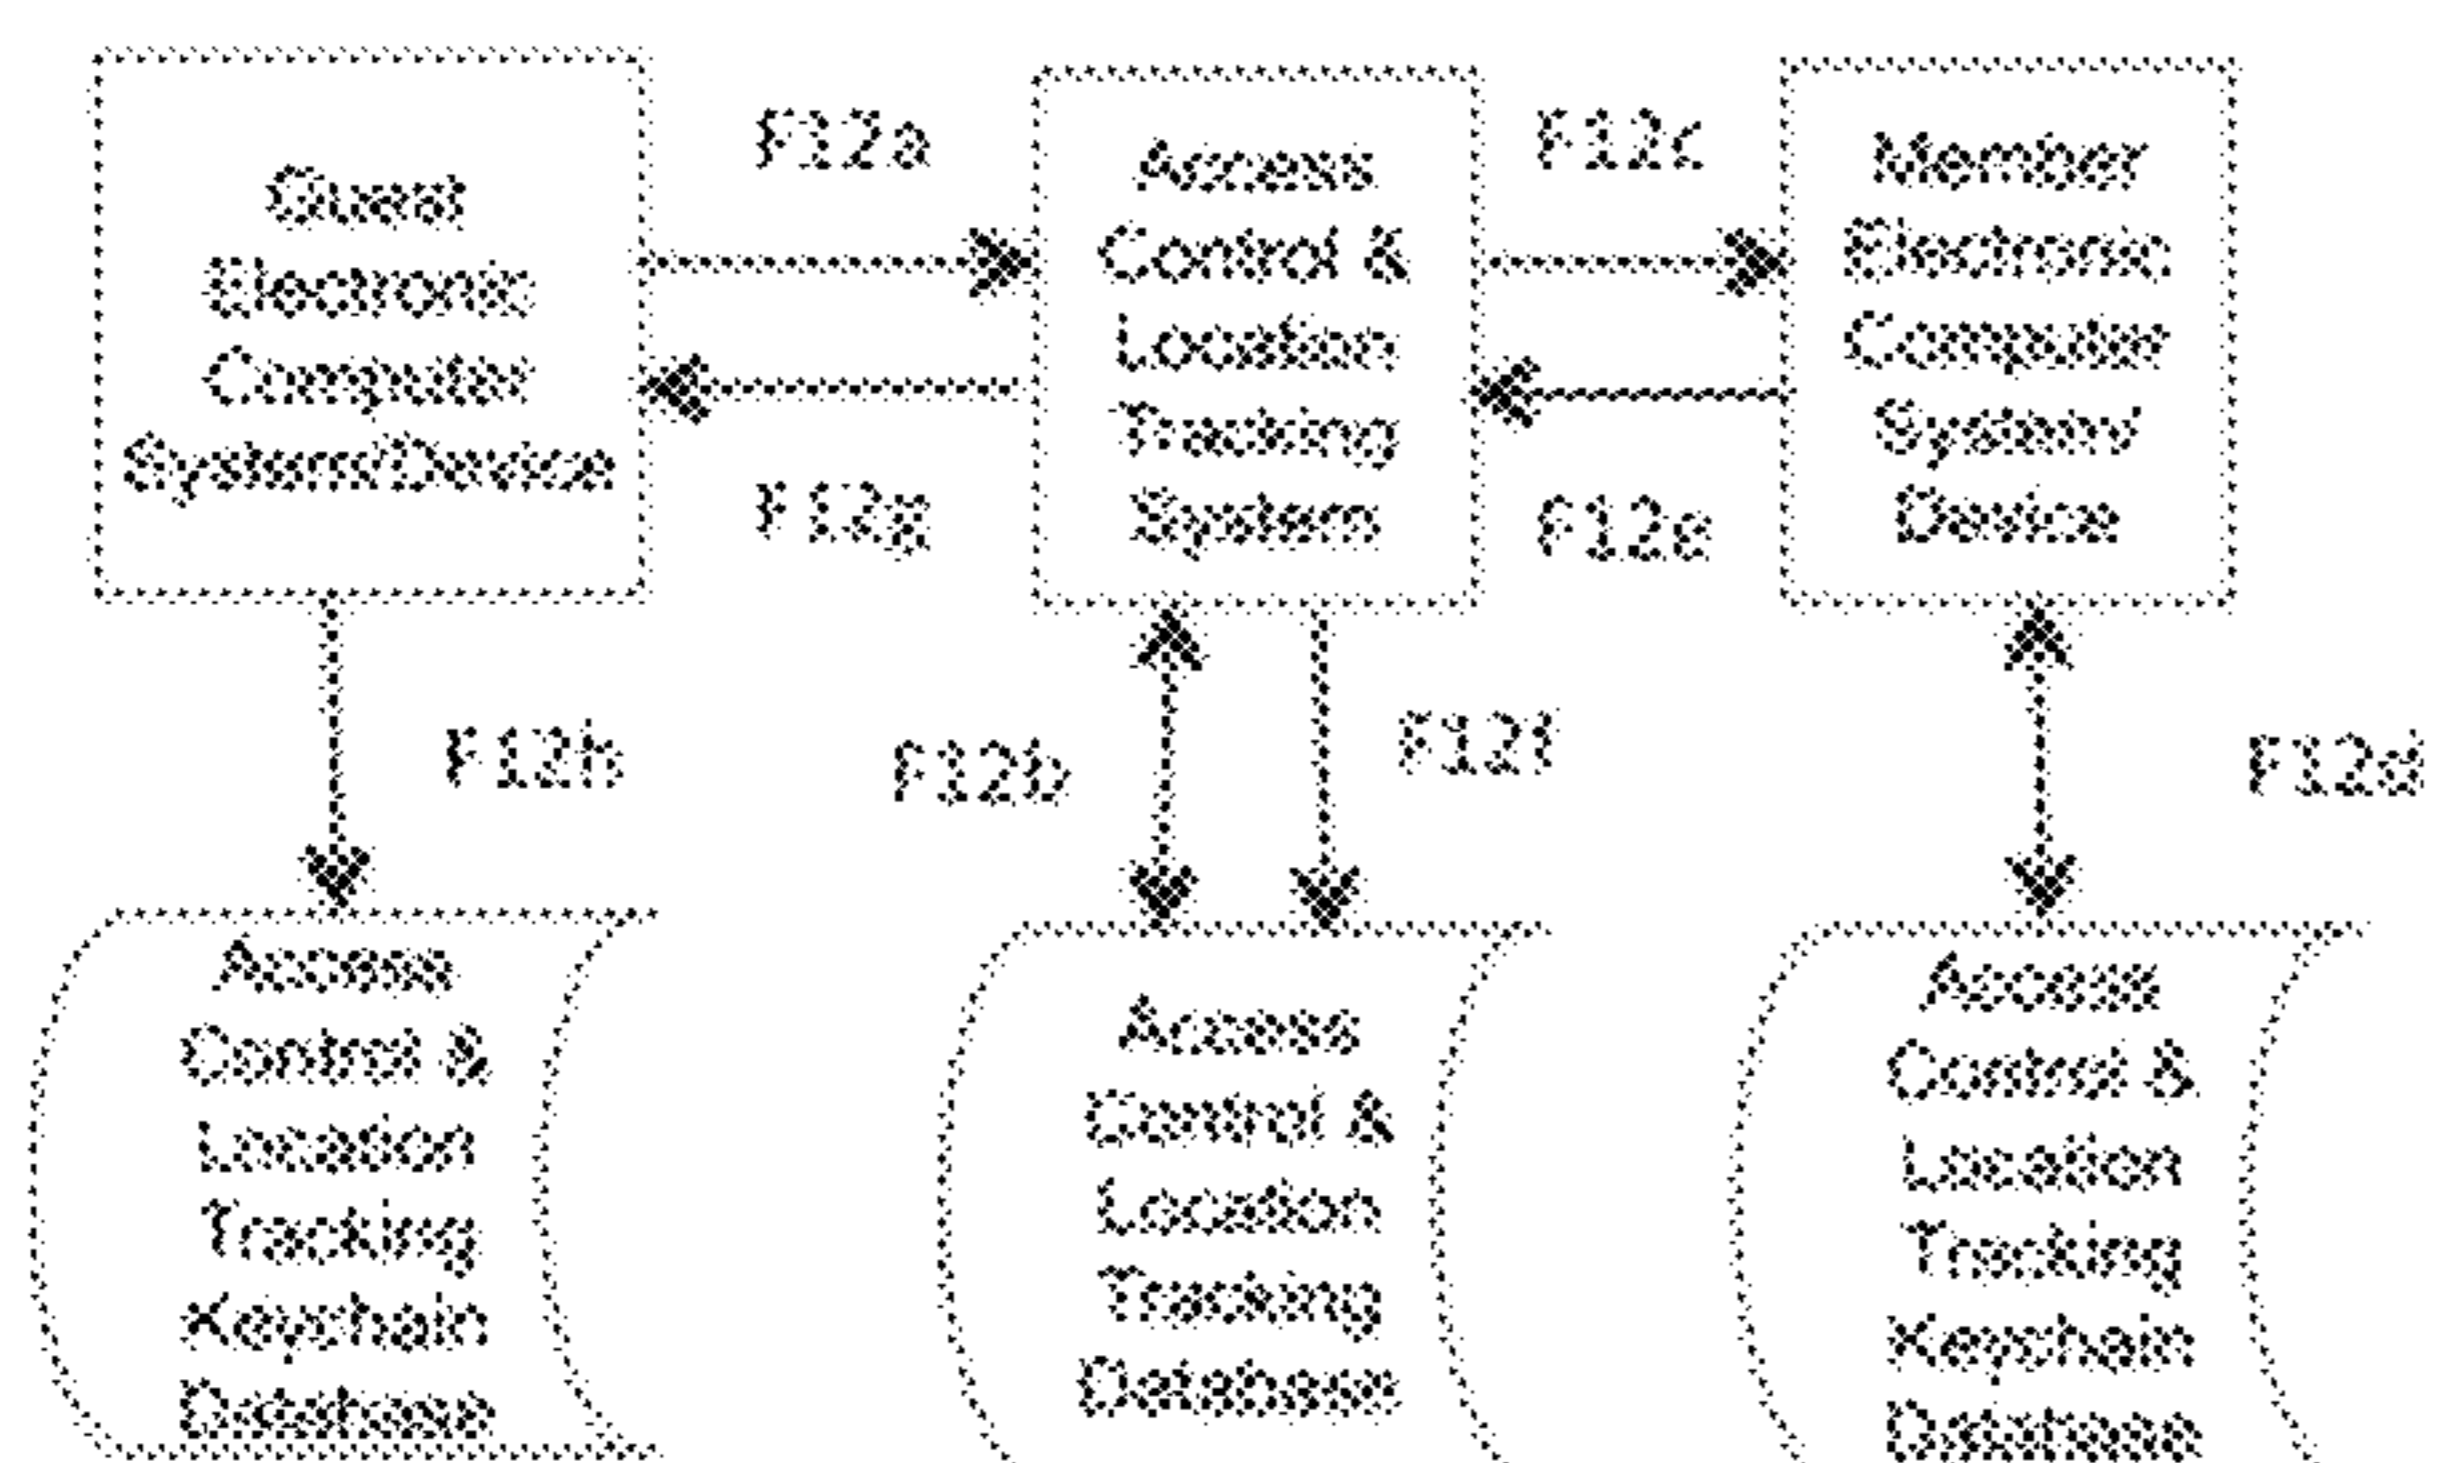 Guest
Electronic
Computer
System/Device
F12a
F12g
Access
Control &
Location
Tracking
System
F12c
F12e
Member
Electronic
Computer
System/
Device
F12h
F12b
F12f
F12d
Access
Control &
Location
Tracking
Keychain
Database
Access
Control &
Location
Tracking
Database
Access
Control &
Location
Tracking
Keychain
Database